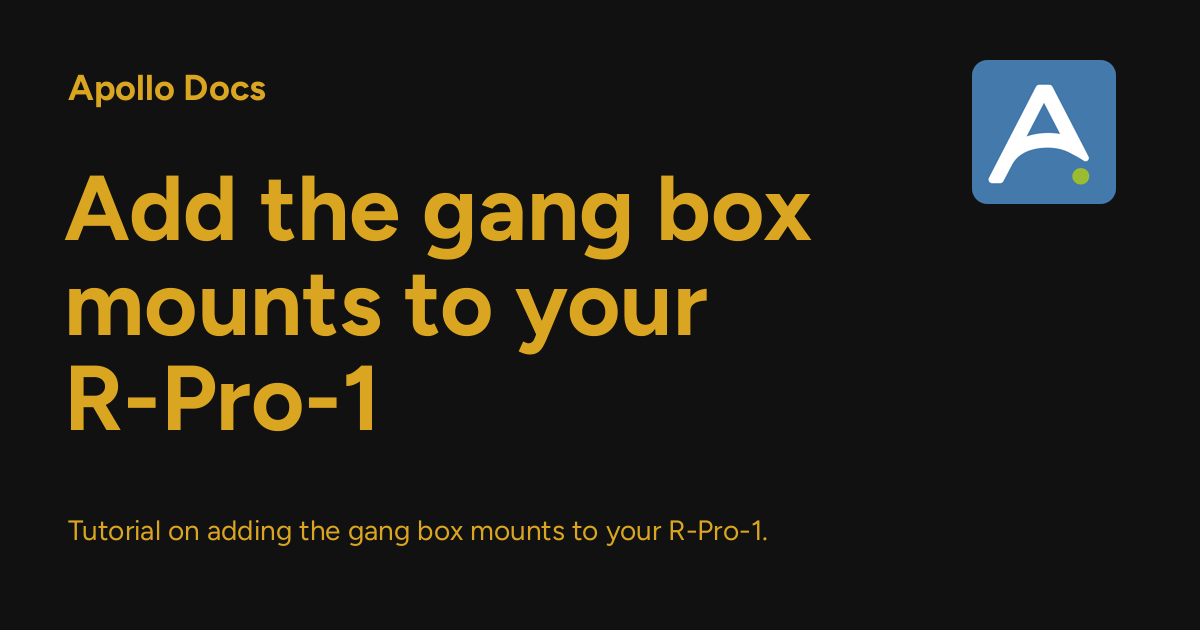 Apollo Docs
Add the gang box
mounts to your
R-Pro-1
Tutorial on adding the gang box mounts to your R-Pro-1.